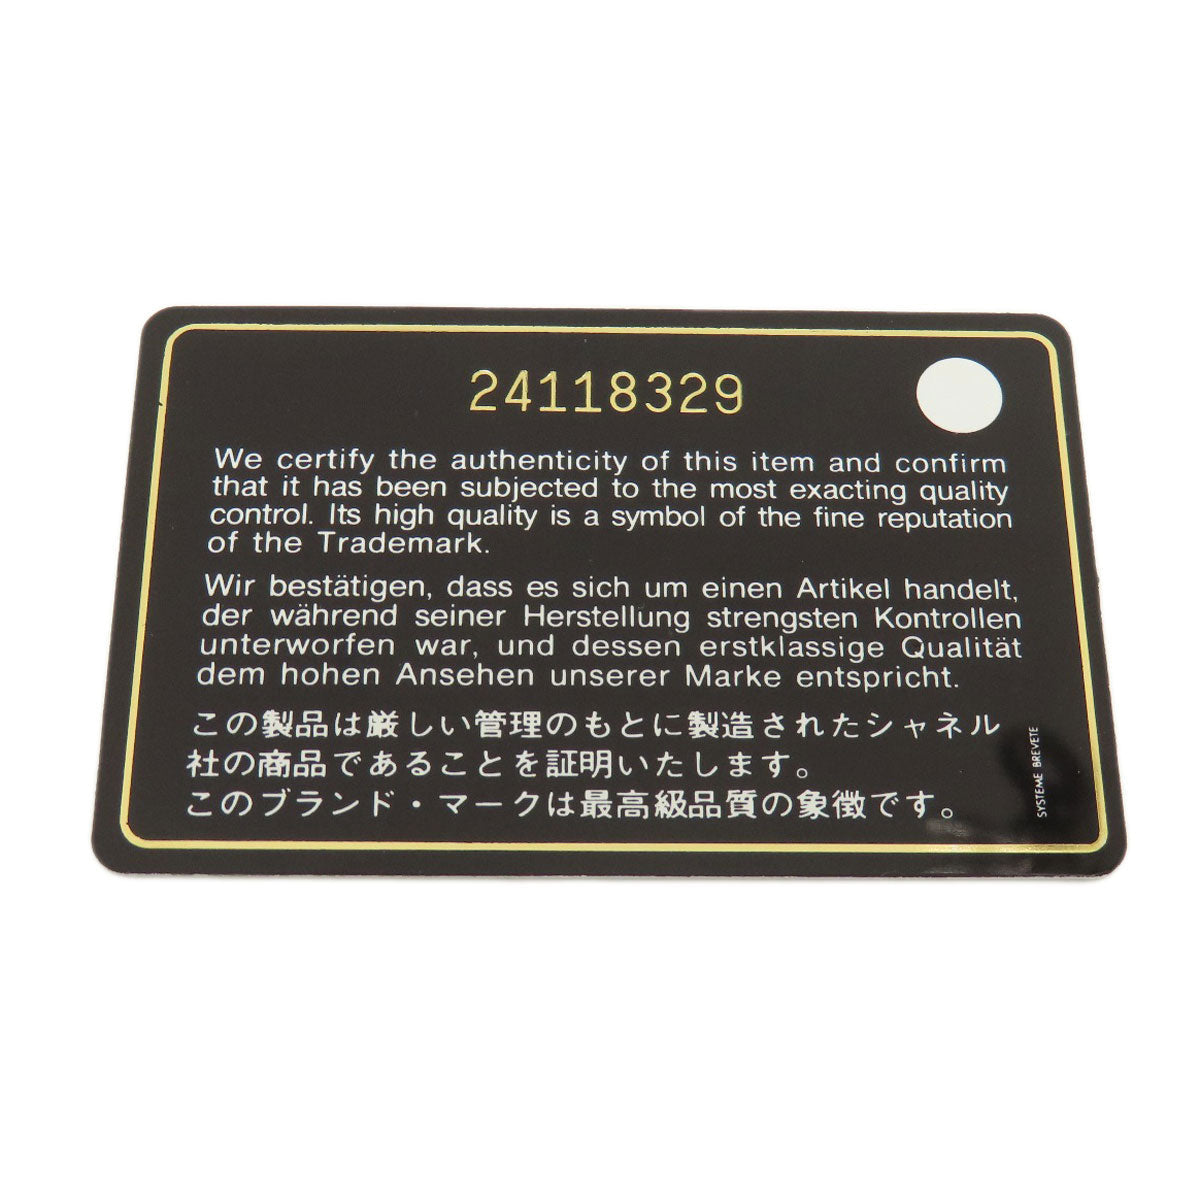 24118329
We certify the authenticity of this item and confirm
that it has been subjected to the most exacting quality
control. Its high quality is a symbol of the fine reputation
of the Trademark.
Wir bestätigen, dass es sich um einen Artikel handelt,
der während seiner Herstellung strengsten Kontrollen
unterworfen war, und dessen erstklassige Qualität
dem hohen Ansehen unserer Marke entspricht.
この製品は厳しい管理のもとに製造されたシャネル
社の商品であることを証明いたします。
このブランド・マークは最高級品質の象徴です。
SYSTEME BREVETE